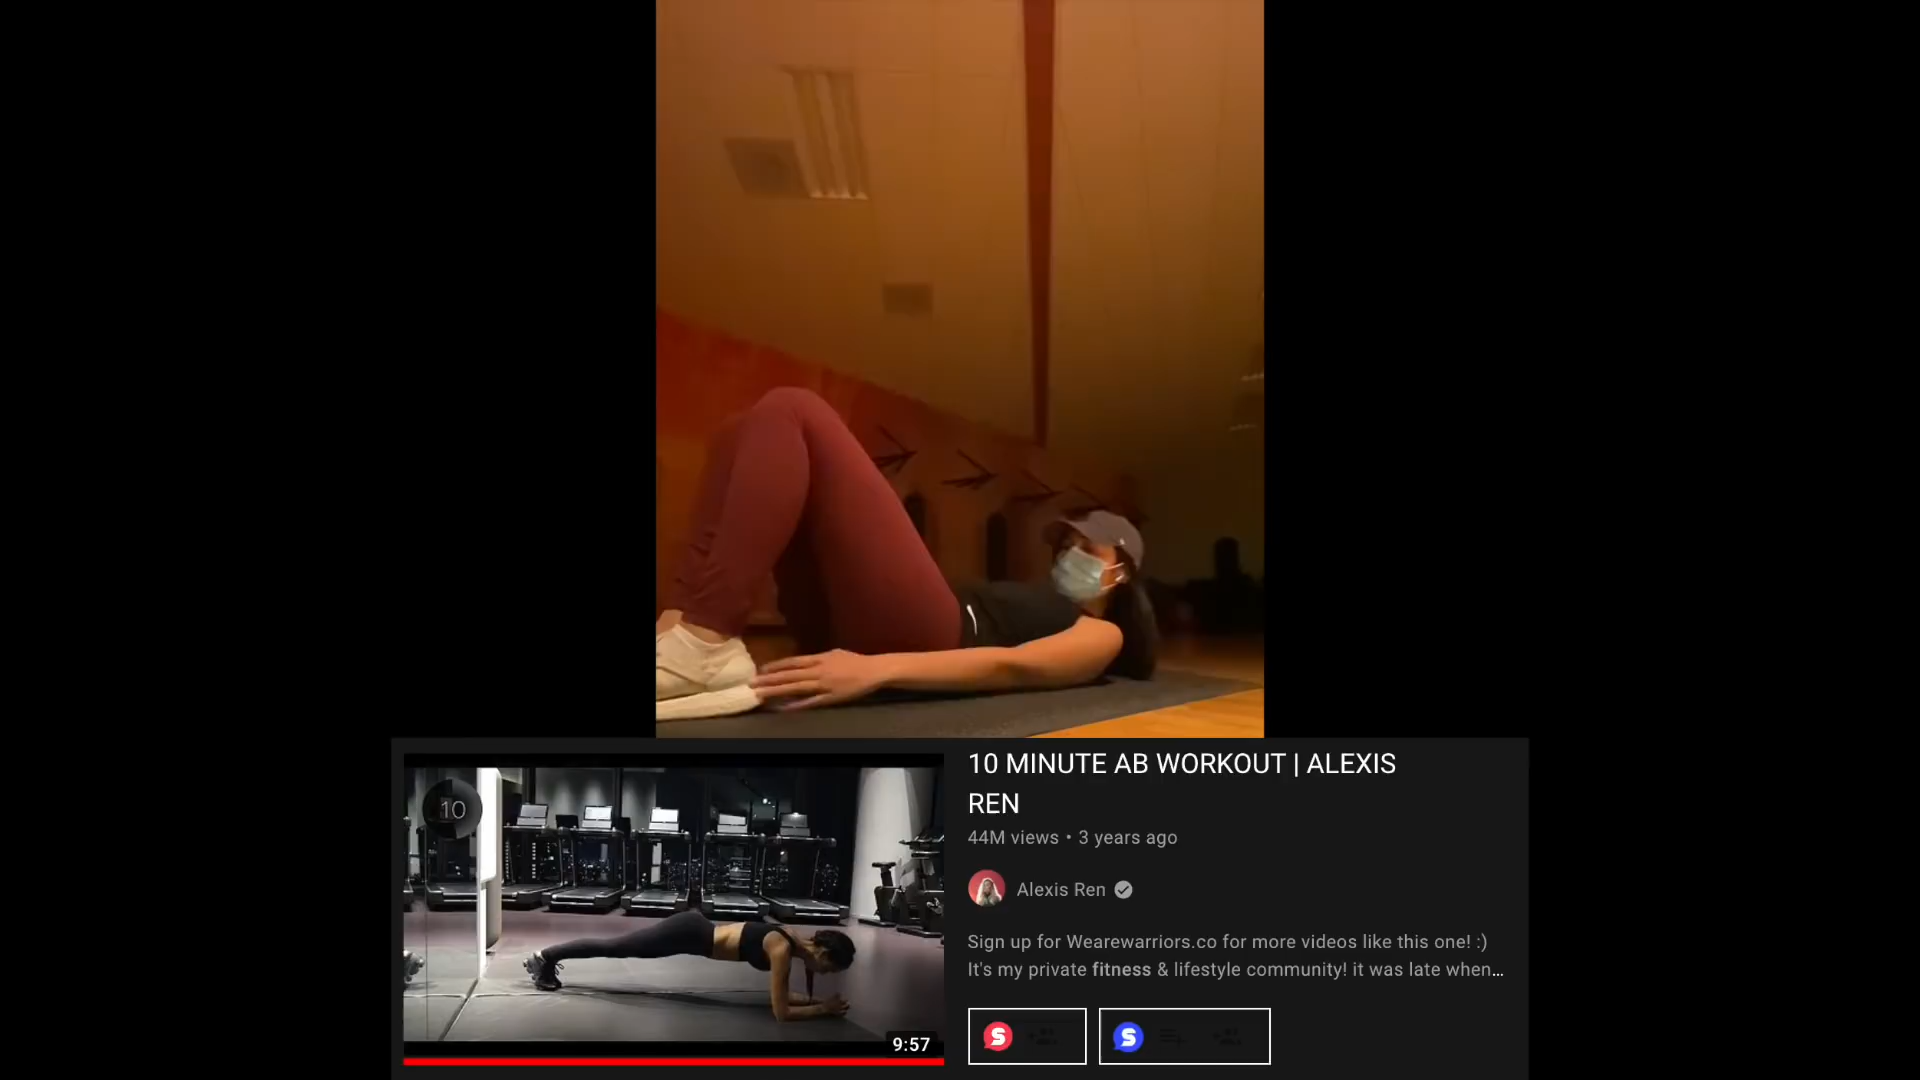 10
9:57
10 MINUTE AB WORKOUT | ALEXIS
REN
44M views • 3 years ago
Alexis Ren
Sign up for Wearewarriors.co for more videos like this one! :)
It's my private fitness & lifestyle community! it was late when...
S
S